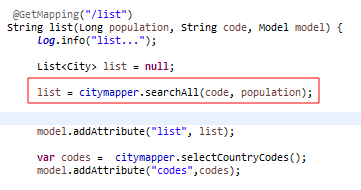 @GetMapping("/list")
String list(Long population, String code, Model model) {
log.info("list...");
List<City> list = null;
list = citymapper.searchAll(code, population);
model.addAttribute("list", list);
var codes =  citymapper.selectCountryCodes();
model.addAttribute("codes",codes);